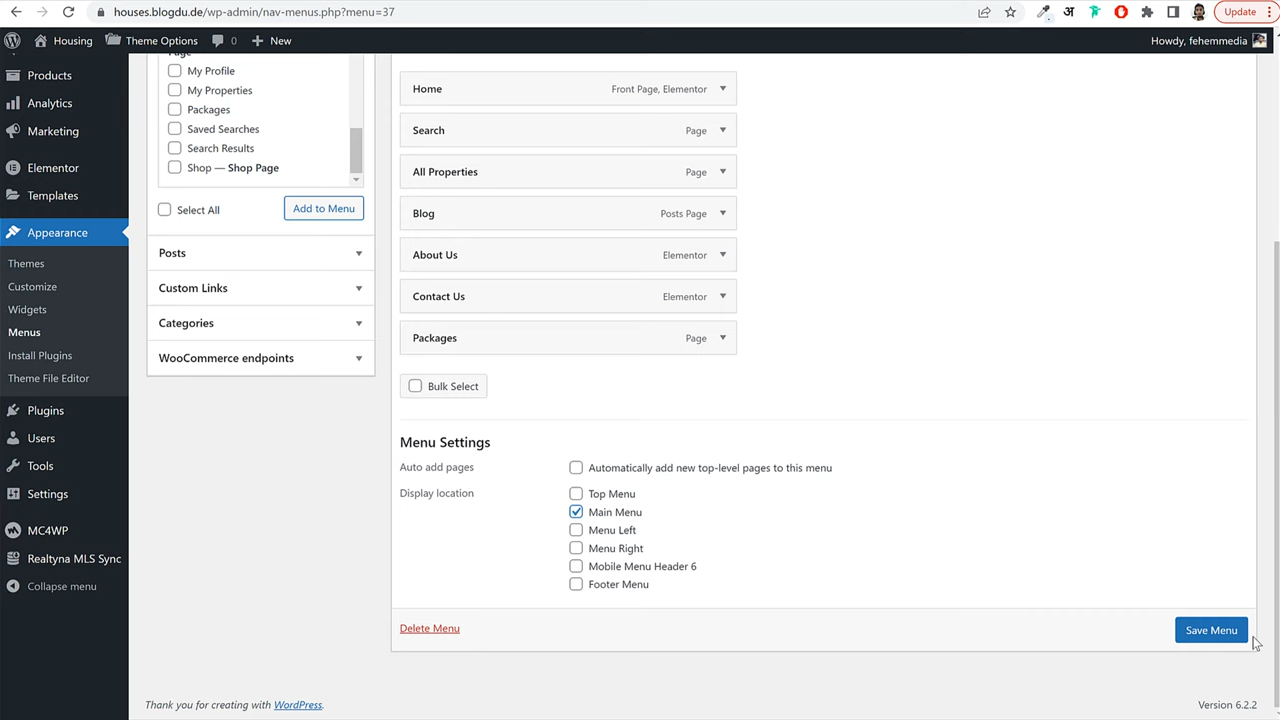 houses.blogdu.de/wp-admin/nav-menus.php?menu=37
अ
Update
Housing
Theme Options
0
New
Howdy, fehemmedia
Products
Analytics
Marketing
Elementor
Templates
Appearance
Themes
Customize
Widgets
Menus
Install Plugins
Theme File Editor
Plugins
Users
Tools
Settings
MC4WP
Realtyna MLS Sync
Collapse menu
Page
My Profile
My Properties
Packages
Saved Searches
Search Results
Shop — Shop Page
Select All
Add to Menu
Posts
Custom Links
Categories
WooCommerce endpoints
Home Front Page, Elementor
Search Page
All Properties Page
Blog Posts Page
About Us Elementor
Contact Us Elementor
Packages Page
Bulk Select
Menu Settings
Auto add pages
Automatically add new top-level pages to this menu
Display location
Top Menu
Main Menu
Menu Left
Menu Right
Mobile Menu Header 6
Footer Menu
Delete Menu
Save Menu
Thank you for creating with WordPress.
Version 6.2.2